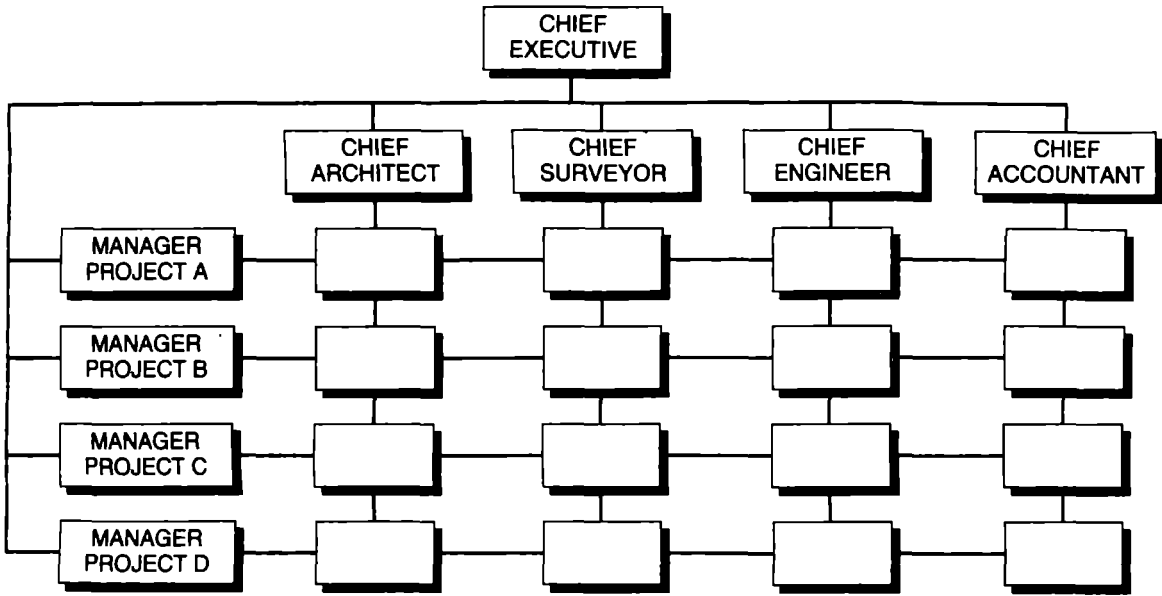 CHIEF
EXECUTIVE
CHIEF
ARCHITECT
CHIEF
SURVEYOR
CHIEF
ENGINEER
CHIEF
ACCOUNTANT
MANAGER
PROJECT A
MANAGER
PROJECT B
MANAGER
PROJECT C
MANAGER
PROJECT D